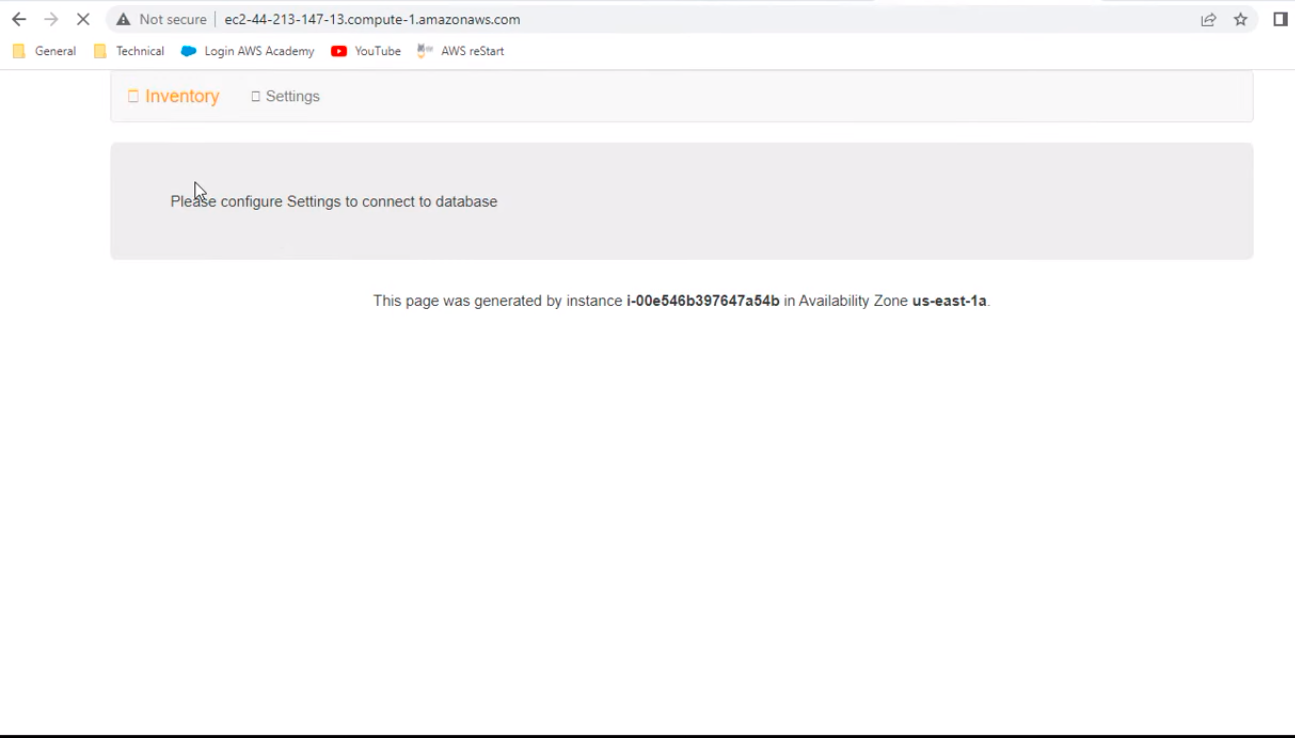 Not secure | ec2-44-213-147-13.compute-1.amazonaws.com
General Technical Login AWS Academy YouTube AWS reStart
Inventory Settings
Please configure Settings to connect to database
This page was generated by instance i-00e546b397647a54b in Availability Zone us-east-1a.